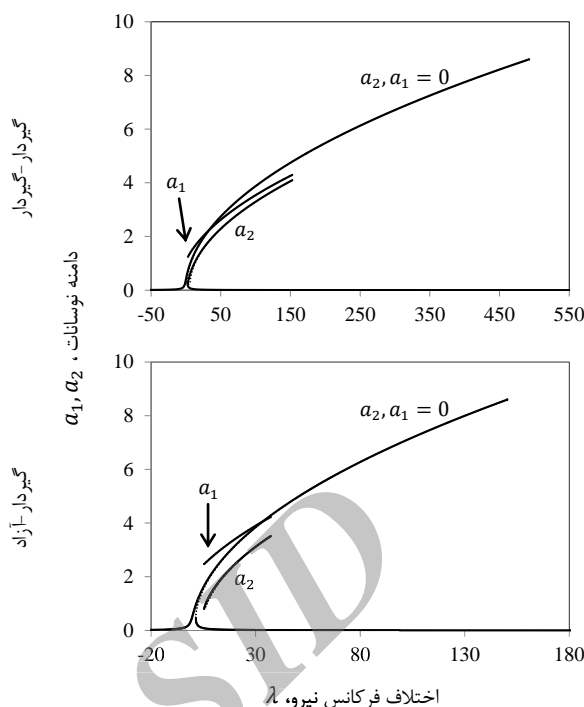 10
8
6
4
2
0
-50
50
150
250
350
450
550
a₂, a₁ = 0
a₁
a₂
گیردار-گیردار
دامنه نوسانات ، a₁, a₂
10
8
6
4
2
0
-20
30
80
130
180
a₂, a₁ = 0
a₁
a₂
گیردار-آزاد
اختلاف فرکانس نیرو، λ
SID